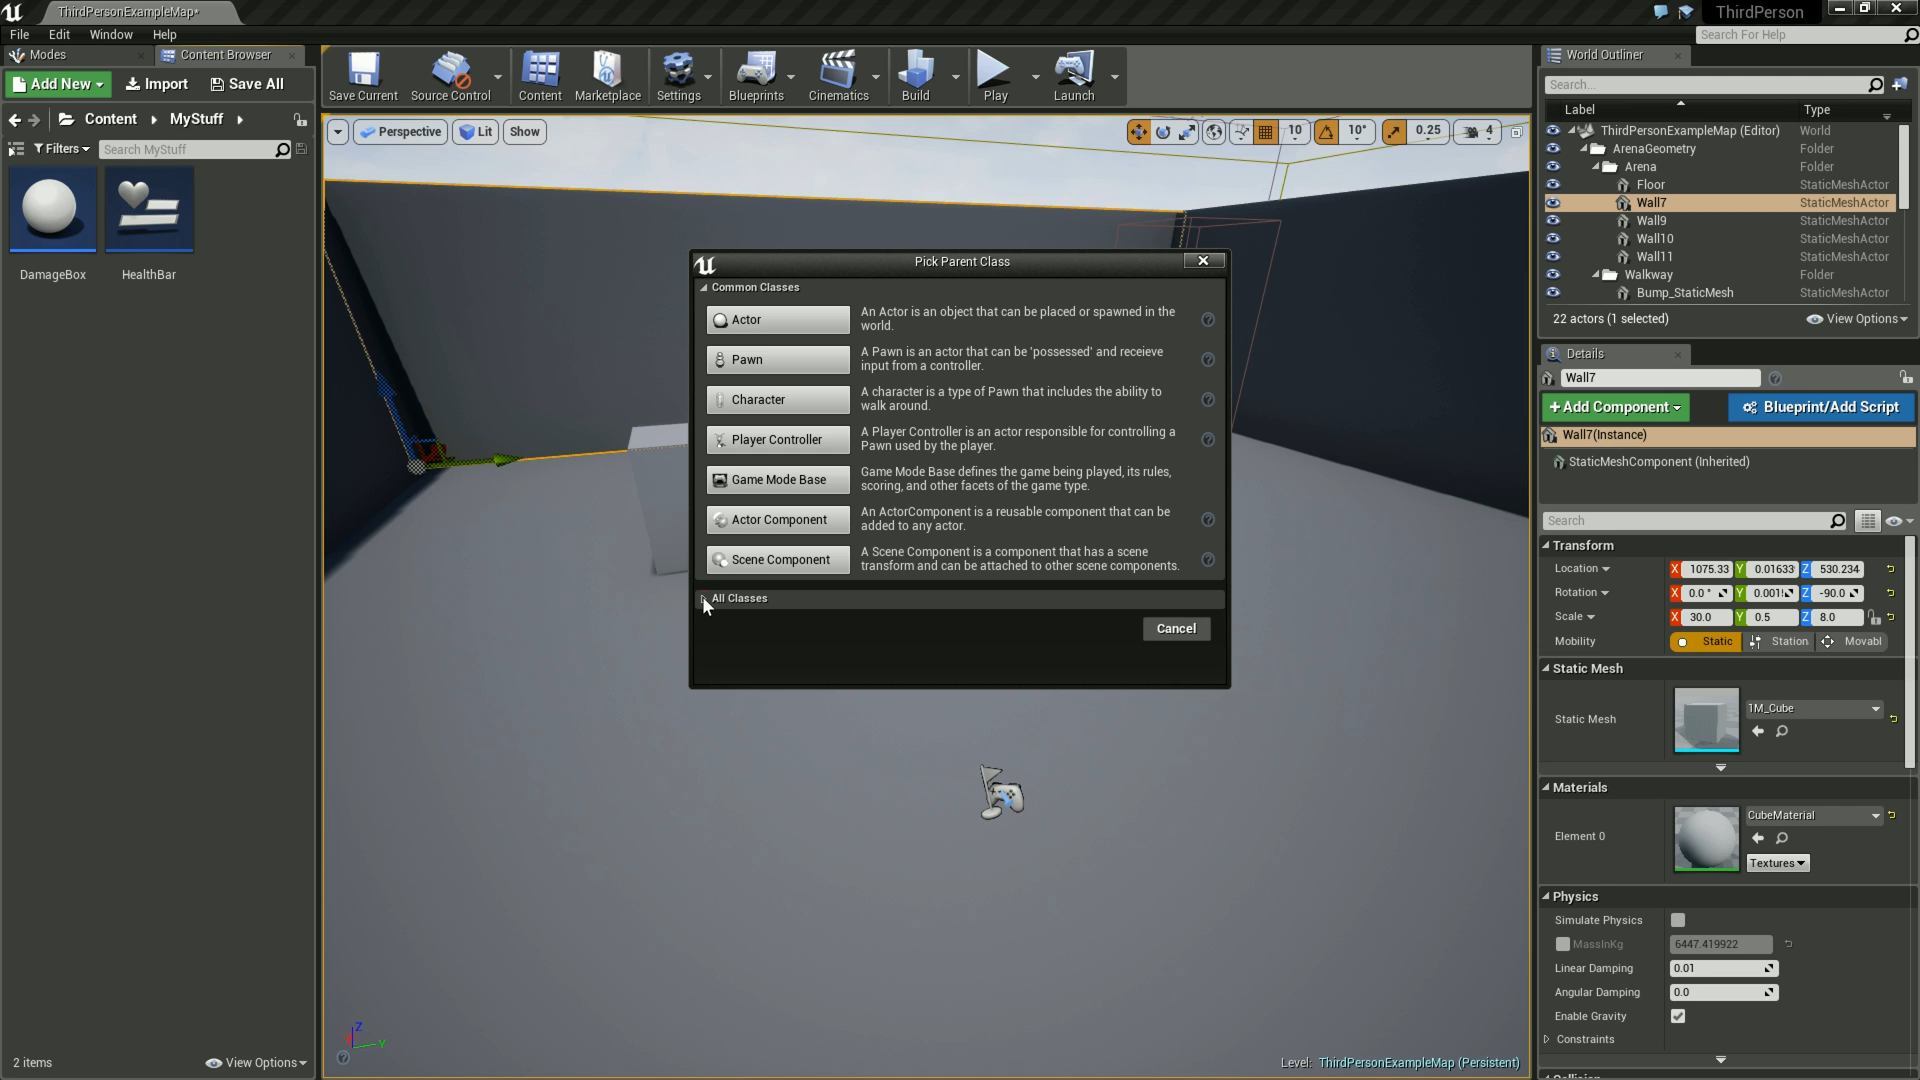 ThirdPersonExampleMap*
ThirdPerson
File Edit Window Help
Search For Help
Modes
Content Browser
Add New Import Save All
Content MyStuff
Filters Search MyStuff
DamageBox HealthBar
2 items
View Options
Save Current Source Control Content Marketplace Settings Blueprints Cinematics Build Play Launch
Perspective Lit Show
10 10° 0.25 4
Pick Parent Class
Common Classes
Actor
An Actor is an object that can be placed or spawned in the
world.
Pawn
A Pawn is an actor that can be 'possessed' and receieve
input from a controller.
Character
A character is a type of Pawn that includes the ability to
walk around.
Player Controller
A Player Controller is an actor responsible for controlling a
Pawn used by the player.
Game Mode Base
Game Mode Base defines the game being played, its rules,
scoring, and other facets of the game type.
Actor Component
An ActorComponent is a reusable component that can be
added to any actor.
Scene Component
A Scene Component is a component that has a scene
transform and can be attached to other scene components.
All Classes
Cancel
Z
Y
Level: ThirdPersonExampleMap (Persistent)
World Outliner
Search...
Label Type
ThirdPersonExampleMap (Editor) World
ArenaGeometry Folder
Arena Folder
Floor StaticMeshActor
Wall7 StaticMeshActor
Wall9 StaticMeshActor
Wall10 StaticMeshActor
Wall11 StaticMeshActor
Walkway Folder
Bump_StaticMesh StaticMeshActor
22 actors (1 selected) View Options
Details
Wall7
+Add Component Blueprint/Add Script
Wall7(Instance)
StaticMeshComponent (Inherited)
Search
Transform
Location X 1075.33 Y 0.01633 Z 530.234
Rotation X 0.0 ° Y 0.001 Z -90.0
Scale X 30.0 Y 0.5 Z 8.0
Mobility Static Station Movabl
Static Mesh
Static Mesh 1M_Cube
Materials
Element 0 CubeMaterial
Textures
Physics
Simulate Physics
MassInKg 6447.419922
Linear Damping 0.01
Angular Damping 0.0
Enable Gravity
Constraints